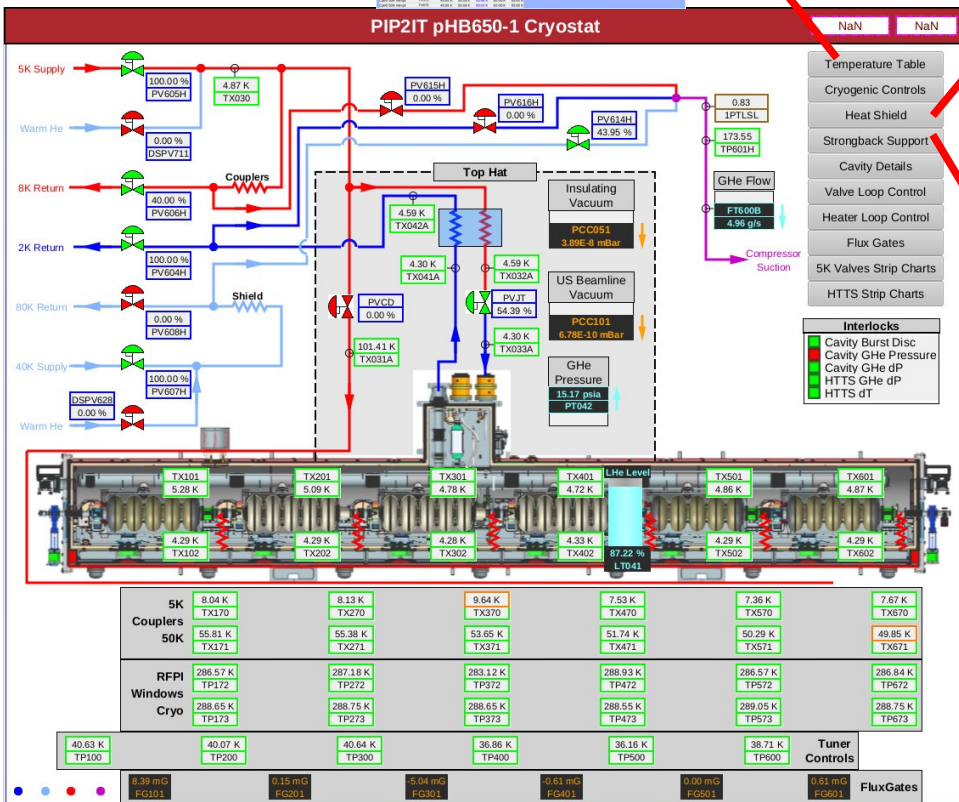 PIP2IT pHB650-1 Cryostat
NaN
NaN
5K Supply
100.00 %
PV605H
4.87 K
TX030
Warm He
0.00 %
DSPV711
PV615H
0.00 %
PV616H
0.00 %
PV614H
43.95 %
0.83
1PTLSL
173.55
TP601H
8K Return
40.00 %
PV606H
Couplers
Top Hat
GHe Flow
FT600B
4.96 g/s
2K Return
100.00 %
PV604H
4.59 K
TX042A
Insulating
Vacuum
PCC051
3.89E-8 mBar
Compressor
Suction
4.30 K
TX041A
4.59 K
TX032A
80K Return
0.00 %
PV608H
Shield
PVCD
0.00 %
PVJT
54.39 %
US Beamline
Vacuum
PCC101
6.78E-10 mBar
101.41 K
TX031A
4.30 K
TX033A
40K Supply
100.00 %
PV607H
GHe
Pressure
15.17 psia
PT042
DSPV628
0.00 %
Warm He
Temperature Table
Cryogenic Controls
Heat Shield
Strongback Support
Cavity Details
Valve Loop Control
Heater Loop Control
Flux Gates
5K Valves Strip Charts
HTTS Strip Charts
Interlocks
Cavity Burst Disc
Cavity GHe Pressure
Cavity GHe dP
HTTS GHe dP
HTTS dT
TX101
5.28 K
TX201
5.09 K
TX301
4.78 K
TX401
4.72 K
LHe Level
TX501
4.86 K
TX601
4.87 K
4.29 K
TX102
4.29 K
TX202
4.28 K
TX302
4.33 K
TX402
87.22 %
LT041
4.29 K
TX502
4.29 K
TX602
5K
Couplers
50K
8.04 K
TX170
8.13 K
TX270
9.64 K
TX370
7.53 K
TX470
7.36 K
TX570
7.67 K
TX670
55.81 K
TX171
55.38 K
TX271
53.65 K
TX371
51.74 K
TX471
50.29 K
TX571
49.85 K
TX671
RFPI
Windows
Cryo
286.57 K
TP172
287.18 K
TP272
283.12 K
TP372
288.93 K
TP472
286.57 K
TP572
286.84 K
TP672
288.65 K
TP173
288.75 K
TP273
288.65 K
TP373
288.55 K
TP473
289.05 K
TP573
288.75 K
TP673
40.63 K
TP100
40.07 K
TP200
40.64 K
TP300
36.86 K
TP400
36.16 K
TP500
38.71 K
TP600
Tuner
Controls
8.39 mG
FG101
0.15 mG
FG201
-5.04 mG
FG301
-0.61 mG
FG401
0.00 mG
FG501
0.61 mG
FG601
FluxGates